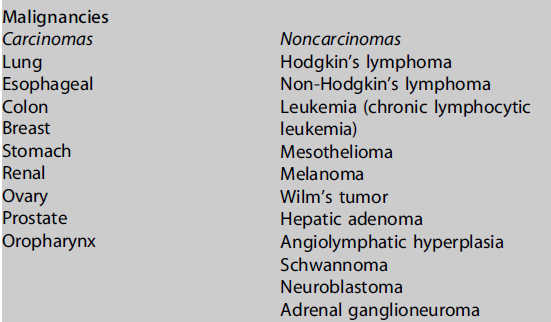 Malignancies
Carcinomas
Lung
Esophageal
Colon
Breast
Stomach
Renal
Ovary
Prostate
Oropharynx
Noncarcinomas
Hodgkin's lymphoma
Non-Hodgkin's lymphoma
Leukemia (chronic lymphocytic
leukemia)
Mesothelioma
Melanoma
Wilm's tumor
Hepatic adenoma
Angiolymphatic hyperplasia
Schwannoma
Neuroblastoma
Adrenal ganglioneuroma